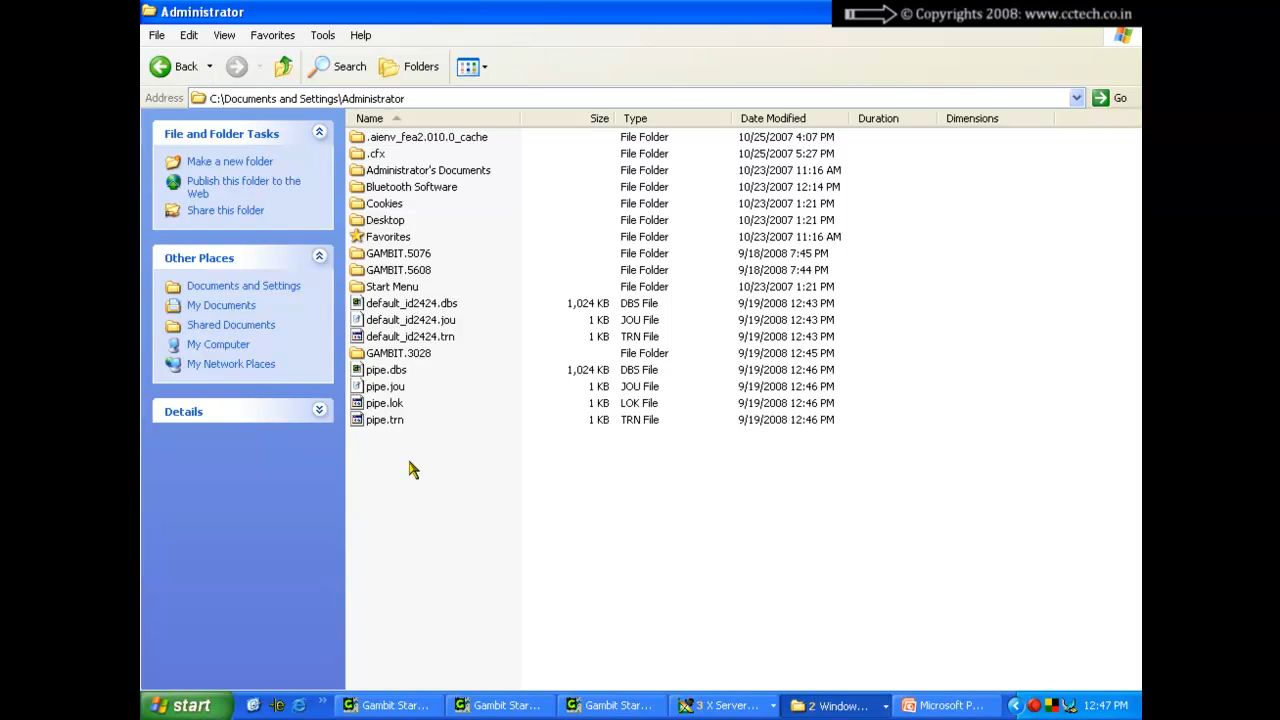 Administrator
© Copyrights 2008: www.cctech.co.in
File Edit View Favorites Tools Help
Back Search Folders
Address C:\Documents and Settings\Administrator Go
File and Folder Tasks
Make a new folder
Publish this folder to the
Web
Share this folder
Other Places
Documents and Settings
My Documents
Shared Documents
My Computer
My Network Places
Details
Name Size Type Date Modified Duration Dimensions
.aienv_fea2.010.0_cache File Folder 10/25/2007 4:07 PM
.cfx File Folder 10/25/2007 5:27 PM
Administrator's Documents File Folder 10/23/2007 11:16 AM
Bluetooth Software File Folder 10/23/2007 12:14 PM
Cookies File Folder 10/23/2007 1:21 PM
Desktop File Folder 10/23/2007 1:21 PM
Favorites File Folder 10/23/2007 11:16 AM
GAMBIT.5076 File Folder 9/18/2008 7:45 PM
GAMBIT.5608 File Folder 9/18/2008 7:44 PM
Start Menu File Folder 10/23/2007 1:21 PM
default_id2424.dbs 1,024 KB DBS File 9/19/2008 12:43 PM
default_id2424.jou 1 KB JOU File 9/19/2008 12:43 PM
default_id2424.trn 1 KB TRN File 9/19/2008 12:43 PM
GAMBIT.3028 File Folder 9/19/2008 12:45 PM
pipe.dbs 1,024 KB DBS File 9/19/2008 12:46 PM
pipe.jou 1 KB JOU File 9/19/2008 12:46 PM
pipe.lok 1 KB LOK File 9/19/2008 12:46 PM
pipe.trn 1 KB TRN File 9/19/2008 12:46 PM
start Gambit Star... Gambit Star... Gambit Star... 3 X Server... 2 Window... Microsoft P... 12:47 PM